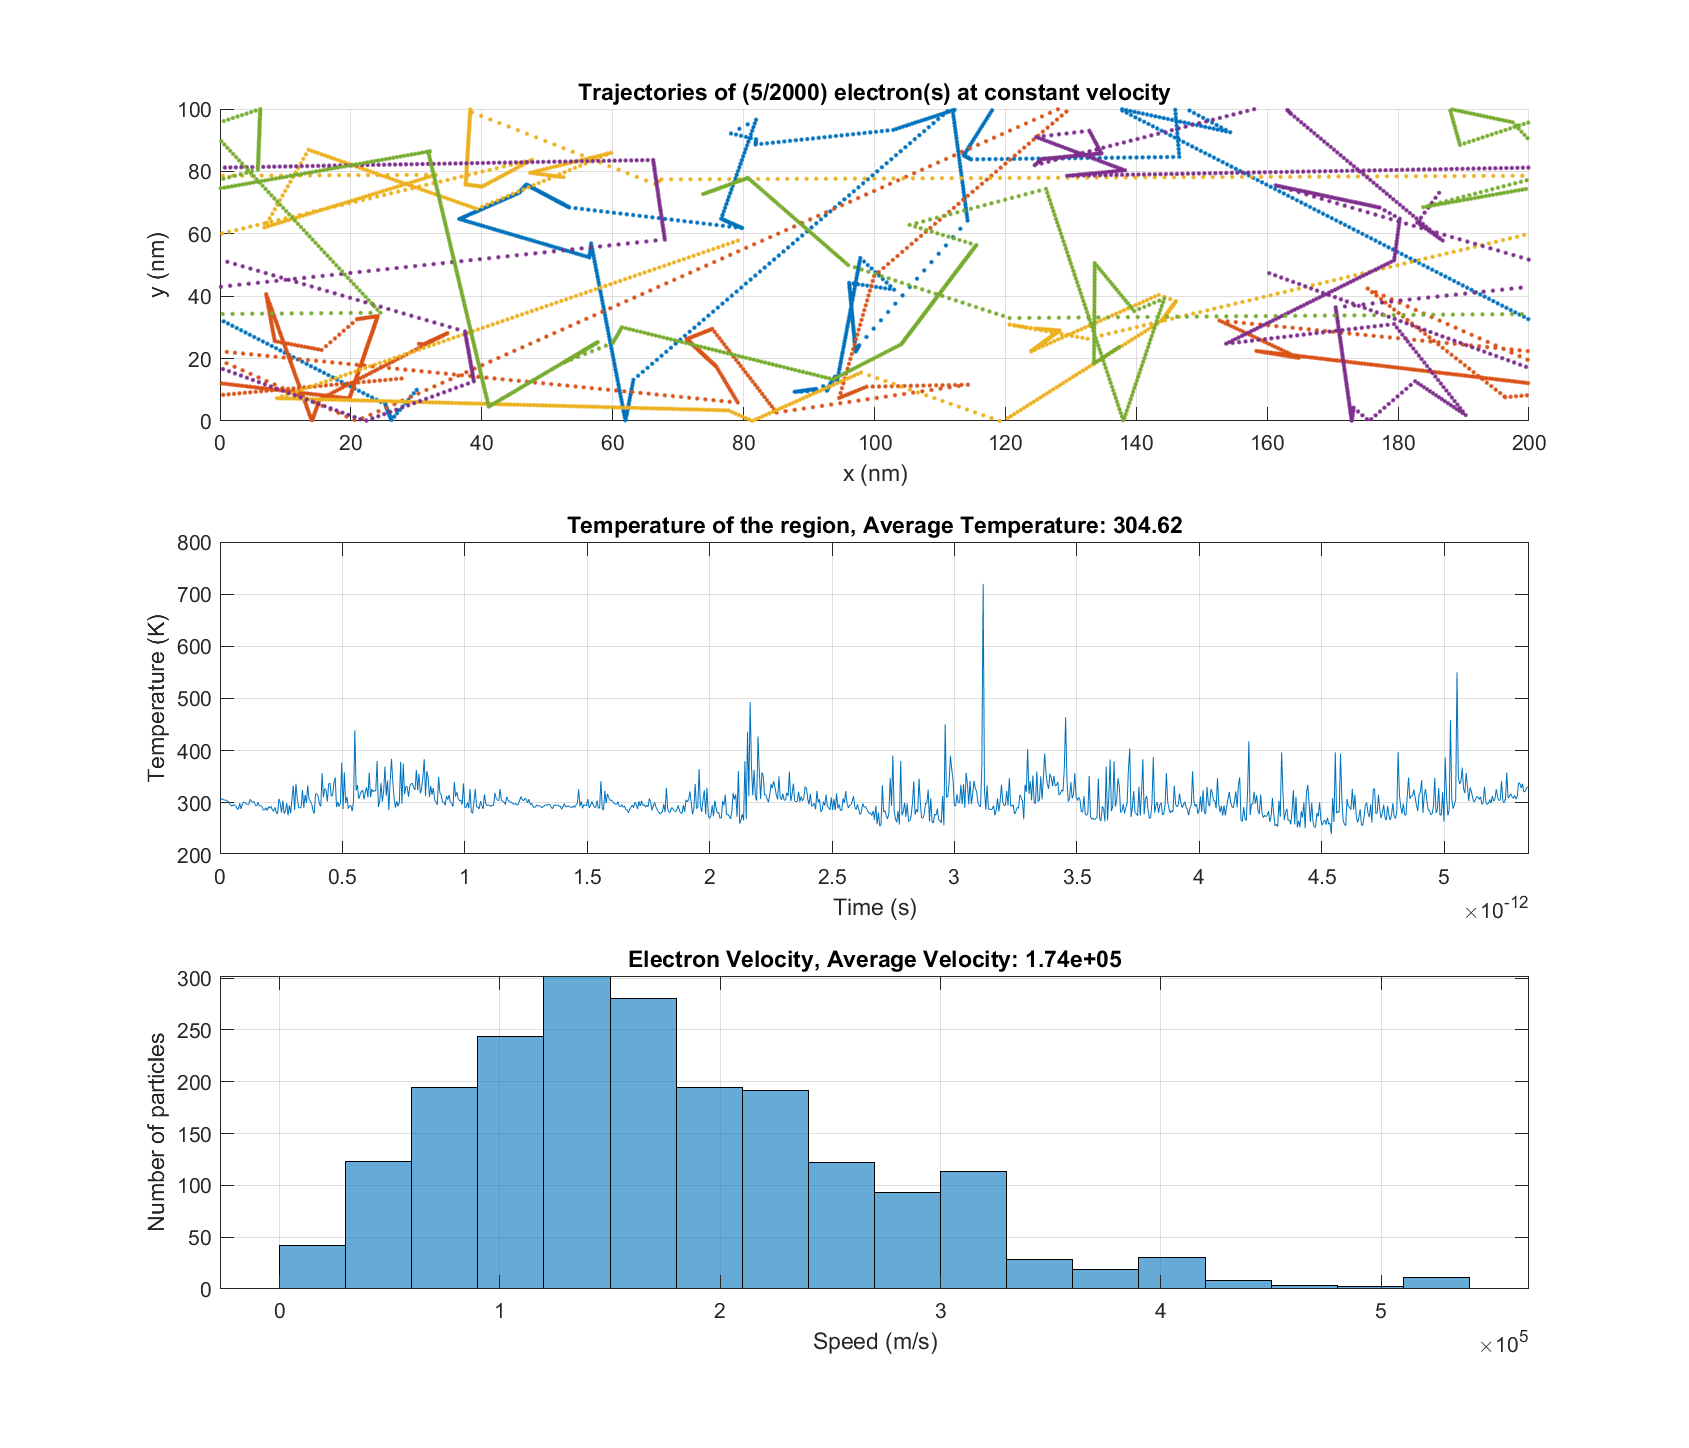 Trajectories of (5/2000) electron(s) at constant velocity
100
80
60
40
20
0
y (nm)
0 20 40 60 80 100 120 140 160 180 200
x (nm)
Temperature of the region, Average Temperature: 304.62
800
700
600
500
400
300
200
Temperature (K)
0 0.5 1 1.5 2 2.5 3 3.5 4 4.5 5
Time (s)
×10⁻¹²
Electron Velocity, Average Velocity: 1.74e+05
300
250
200
150
100
50
0
Number of particles
0 1 2 3 4 5
Speed (m/s)
×10⁵